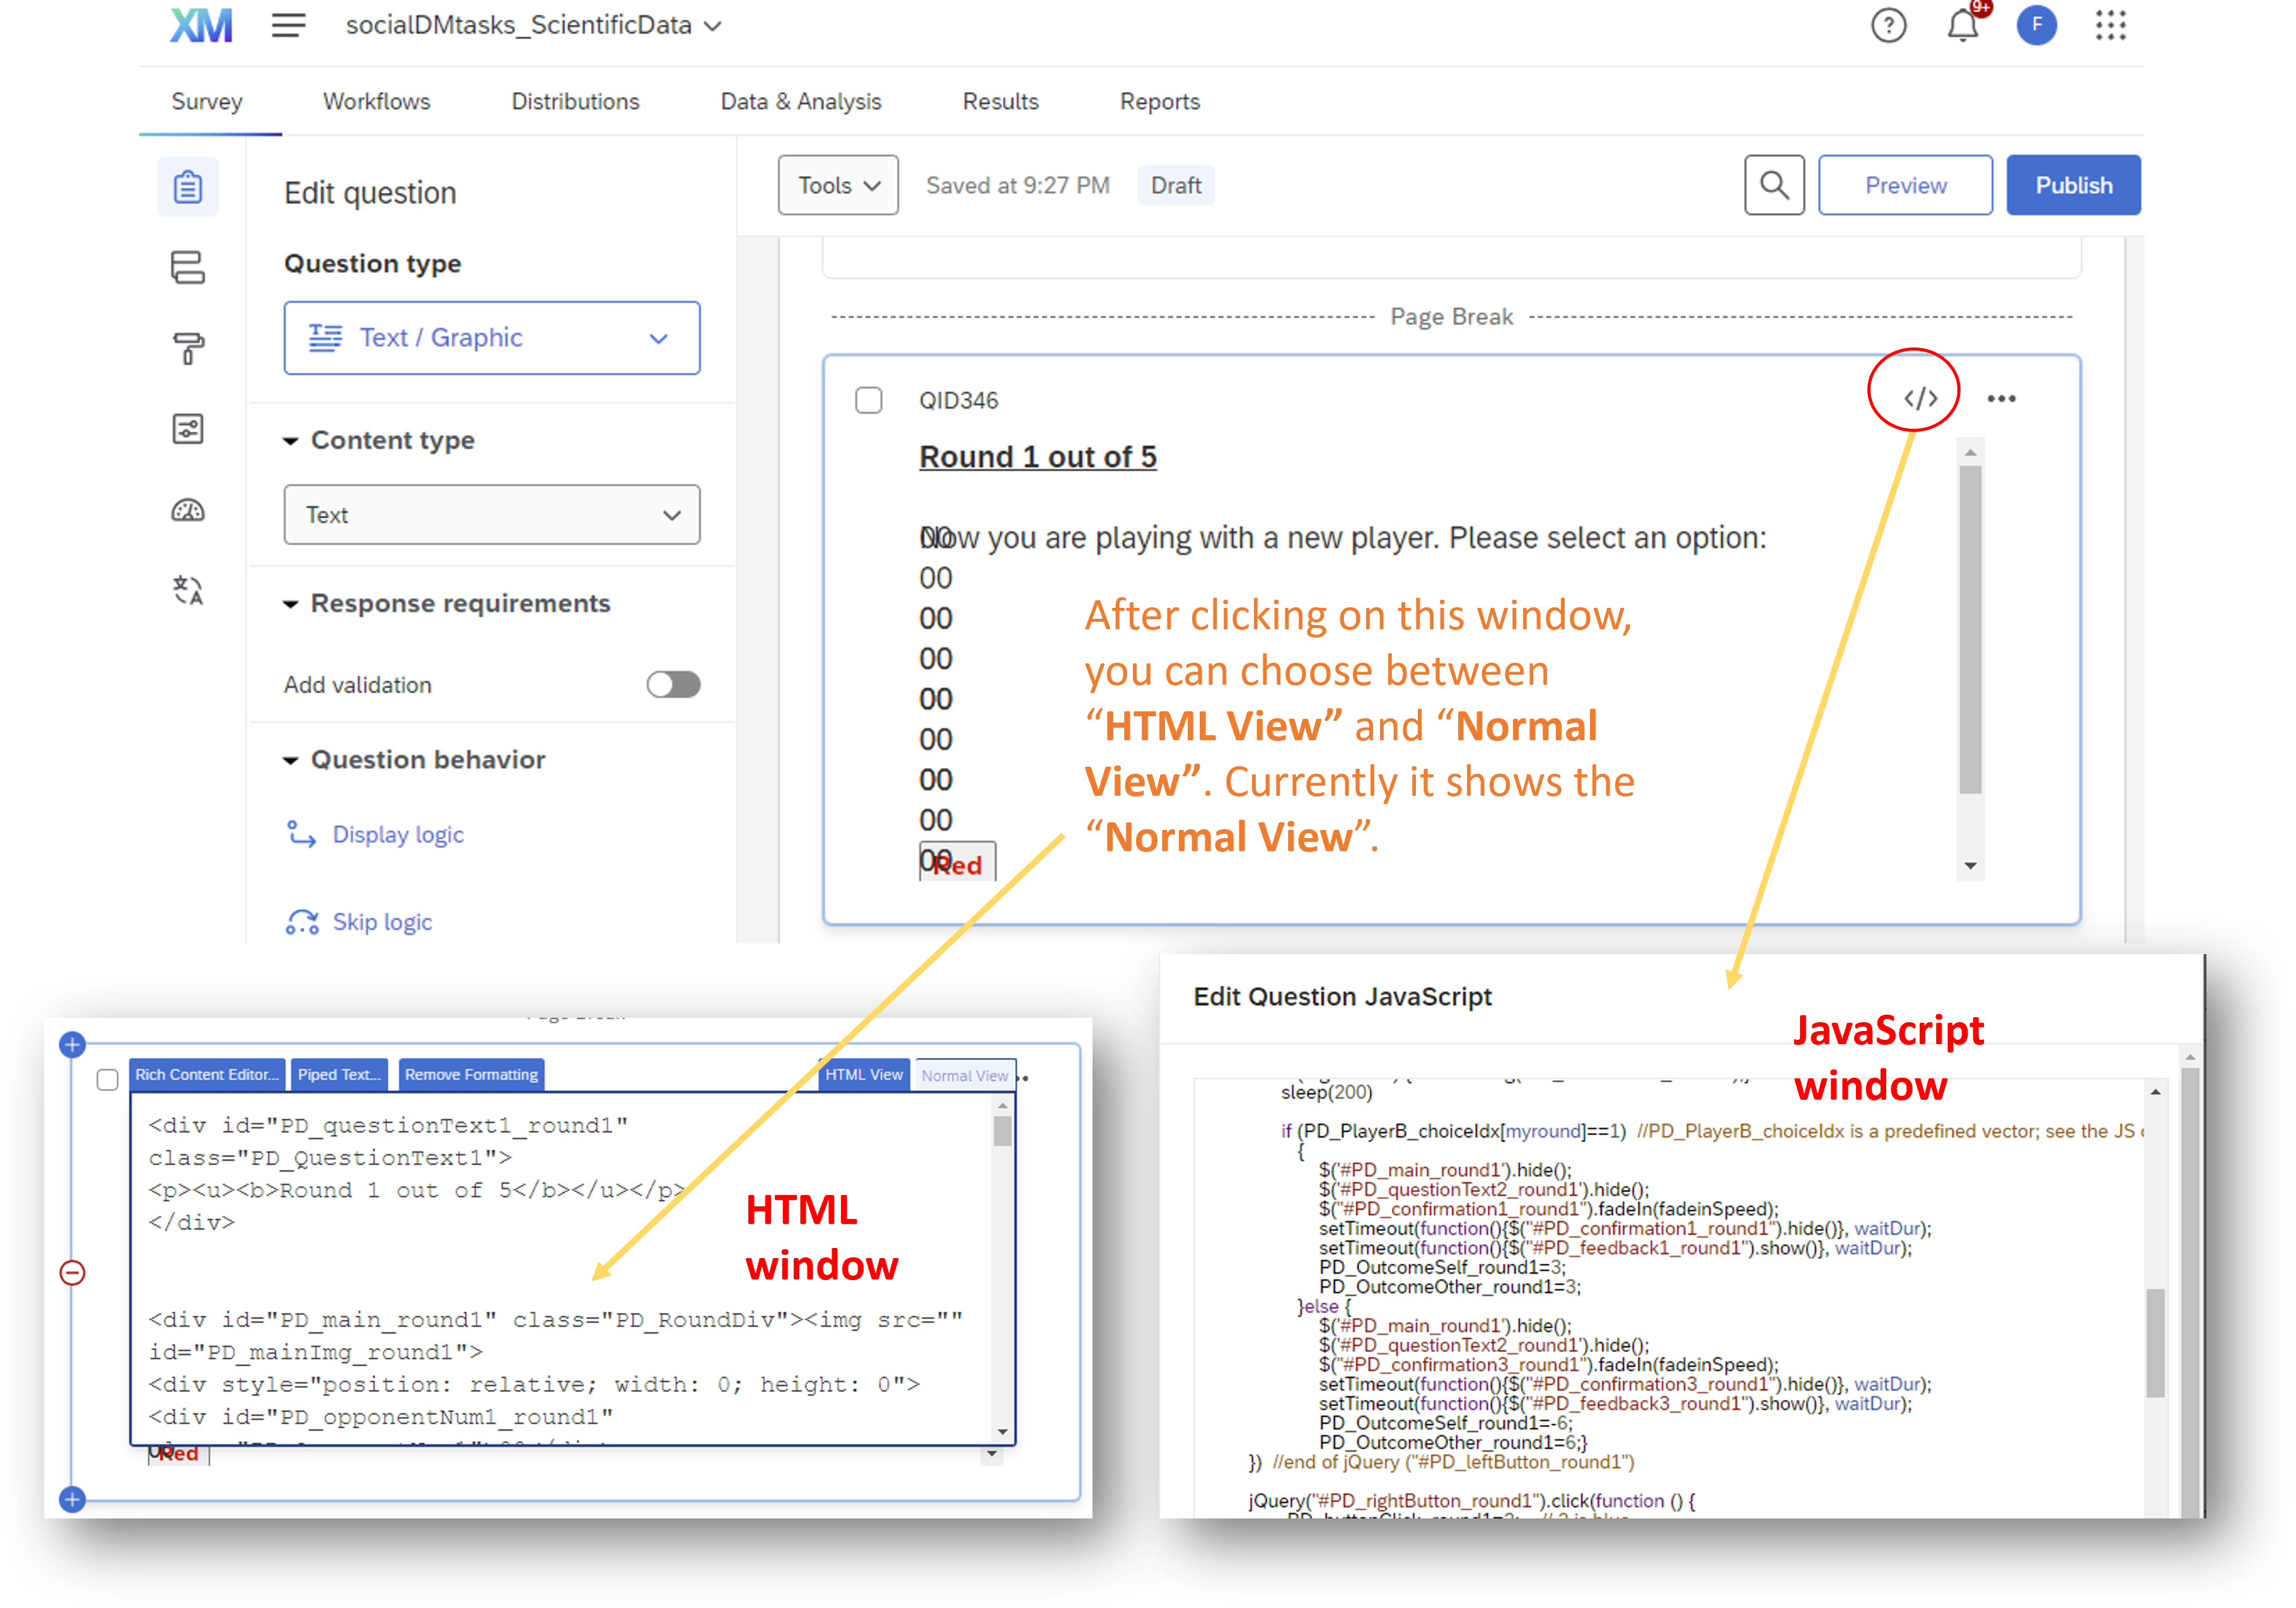 XM socialDMtasks_ScientificData 9+ F
Survey Workflows Distributions Data & Analysis Results Reports
Edit question
Question type
Text / Graphic
Content type
Text
Response requirements
Add validation
Question behavior
Display logic
Skip logic
Tools Saved at 9:27 PM Draft Preview Publish
Page Break
QID346 </> •••
Round 1 out of 5
Now you are playing with a new player. Please select an option:
00
00
00
00
00
00
00
00
00
Red
After clicking on this window,
you can choose between
“HTML View” and “Normal
View”. Currently it shows the
“Normal View”.
Page Break
Rich Content Editor... Piped Text... Remove Formatting HTML View Normal View
<div id="PD_questionText1_round1"
class="PD_QuestionText1">
<p><u><b>Round 1 out of 5</b></u></p>
</div>
<div id="PD_main_round1" class="PD_RoundDiv"><img src=""
id="PD_mainImg_round1">
<div style="position: relative; width: 0; height: 0">
<div id="PD_opponentNum1_round1"
00
Red
HTML
window
Edit Question JavaScript
JavaScript
window
sleep(200)
if (PD_PlayerB_choiceIdx[myround]==1) //PD_PlayerB_choiceIdx is a predefined vector; see the JS
{
$('#PD_main_round1').hide();
$('#PD_questionText2_round1').hide();
$("#PD_confirmation1_round1").fadeIn(fadeinSpeed);
setTimeout(function(){$("#PD_confirmation1_round1").hide()}, waitDur);
setTimeout(function(){$("#PD_feedback1_round1").show()}, waitDur);
PD_OutcomeSelf_round1=3;
PD_OutcomeOther_round1=3;
}else {
$('#PD_main_round1').hide();
$('#PD_questionText2_round1').hide();
$("#PD_confirmation3_round1").fadeIn(fadeinSpeed);
setTimeout(function(){$("#PD_confirmation3_round1").hide()}, waitDur);
setTimeout(function(){$("#PD_feedback3_round1").show()}, waitDur);
PD_OutcomeSelf_round1=-6;
PD_OutcomeOther_round1=6;}
}) //end of jQuery ("#PD_leftButton_round1")
jQuery("#PD_rightButton_round1").click(function () {